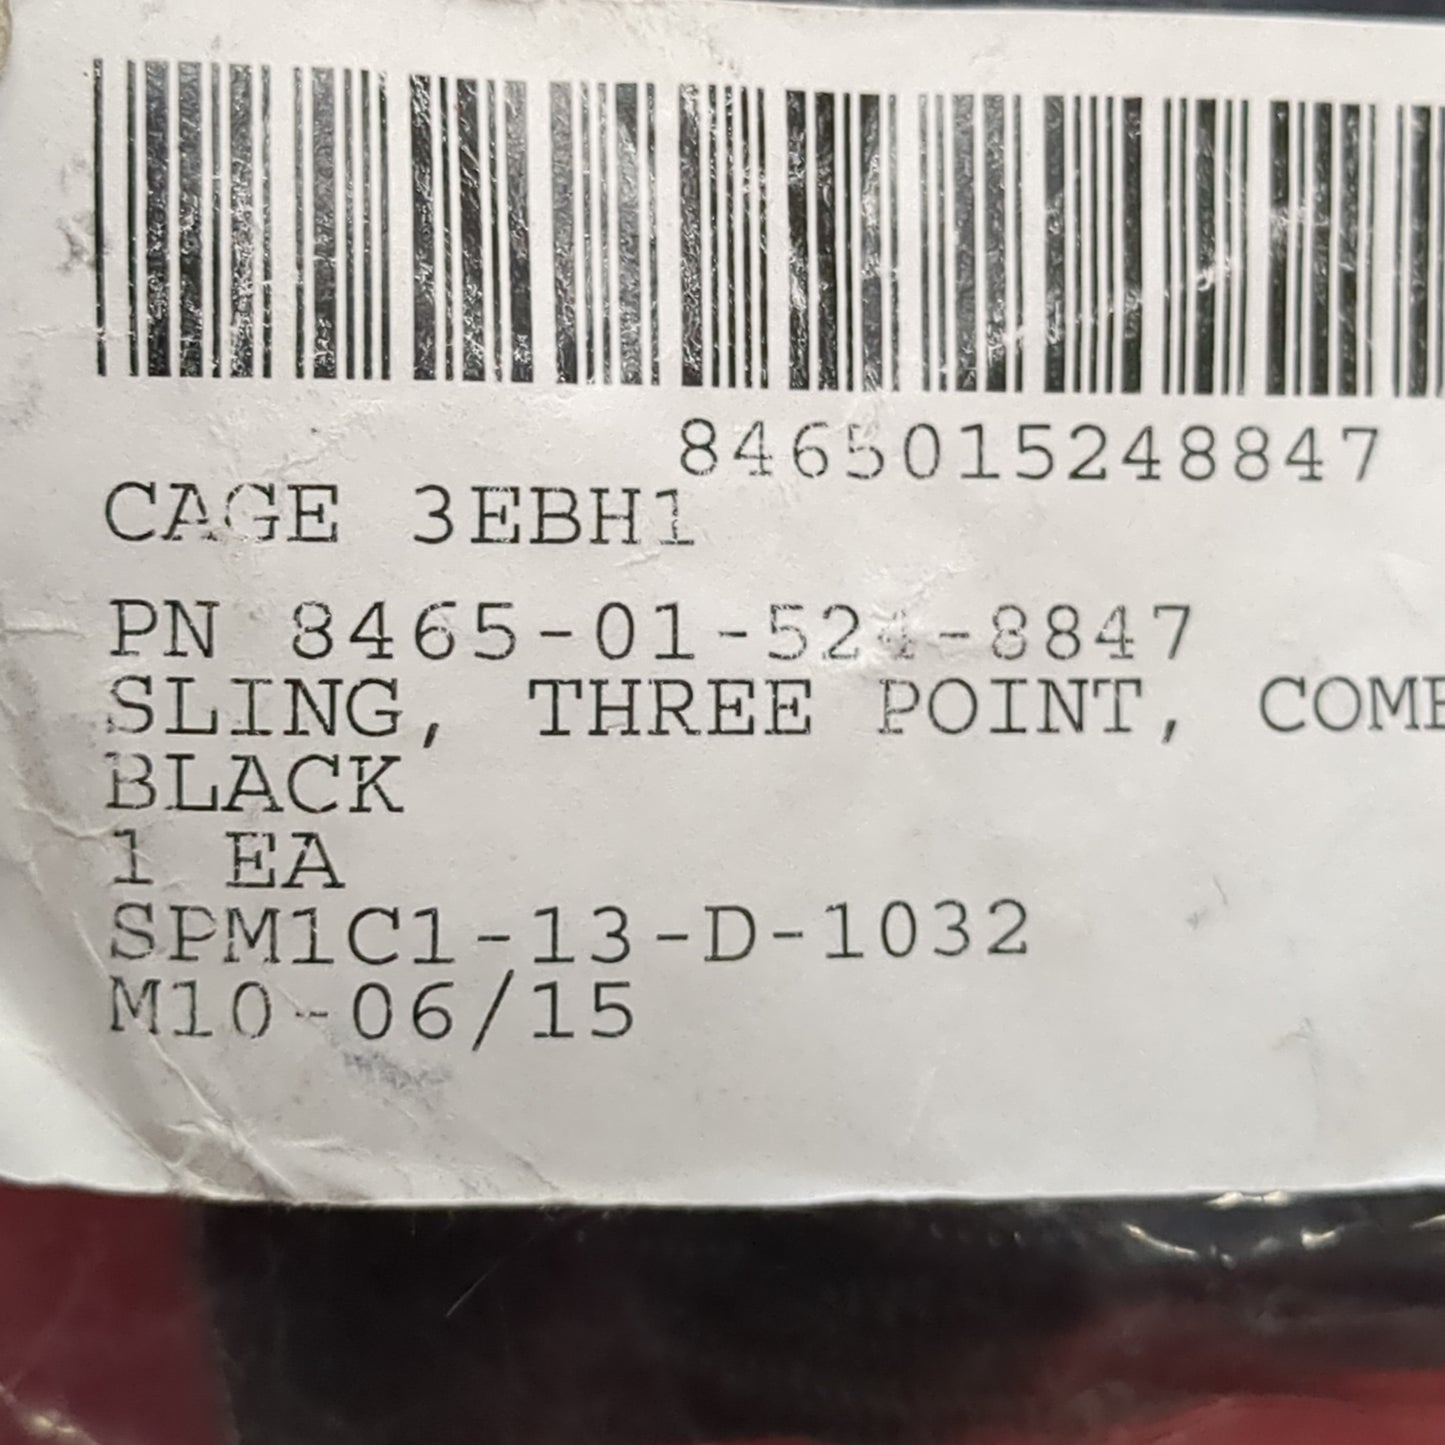 8465015248847
CAGE 3EBH1
PN 8465-01-524-8847
SLING, THREE POINT,
BLACK
1 EA
SPM1C1-13-D-1032
M10-06/15